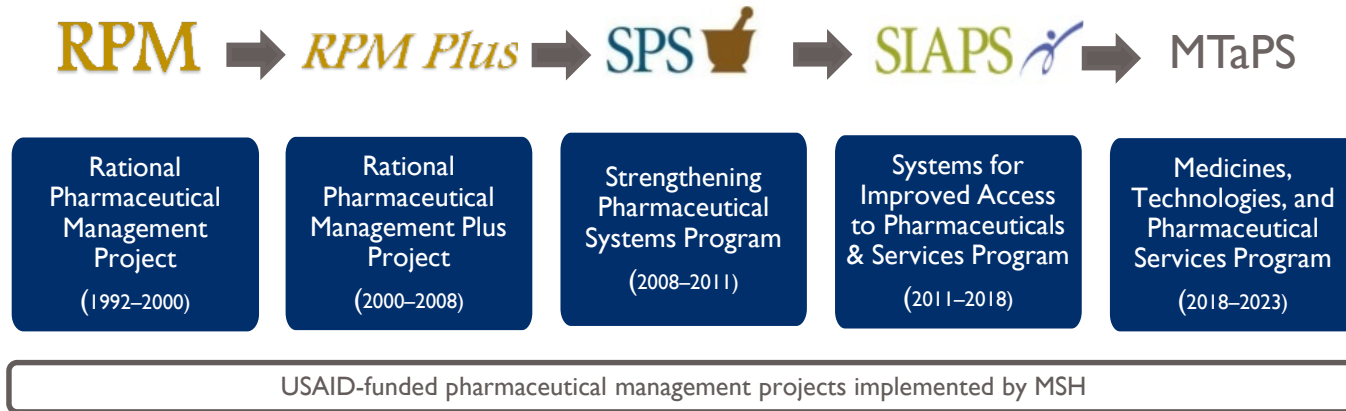 RPM
RPM Plus
SPS
SIAPS
MTaPS
Rational
Pharmaceutical
Management
Project
(1992–2000)
Rational
Pharmaceutical
Management Plus
Project
(2000–2008)
Strengthening
Pharmaceutical
Systems Program
(2008–2011)
Systems for
Improved Access
to Pharmaceuticals
& Services Program
(2011–2018)
Medicines,
Technologies, and
Pharmaceutical
Services Program
(2018–2023)
USAID-funded pharmaceutical management projects implemented by MSH